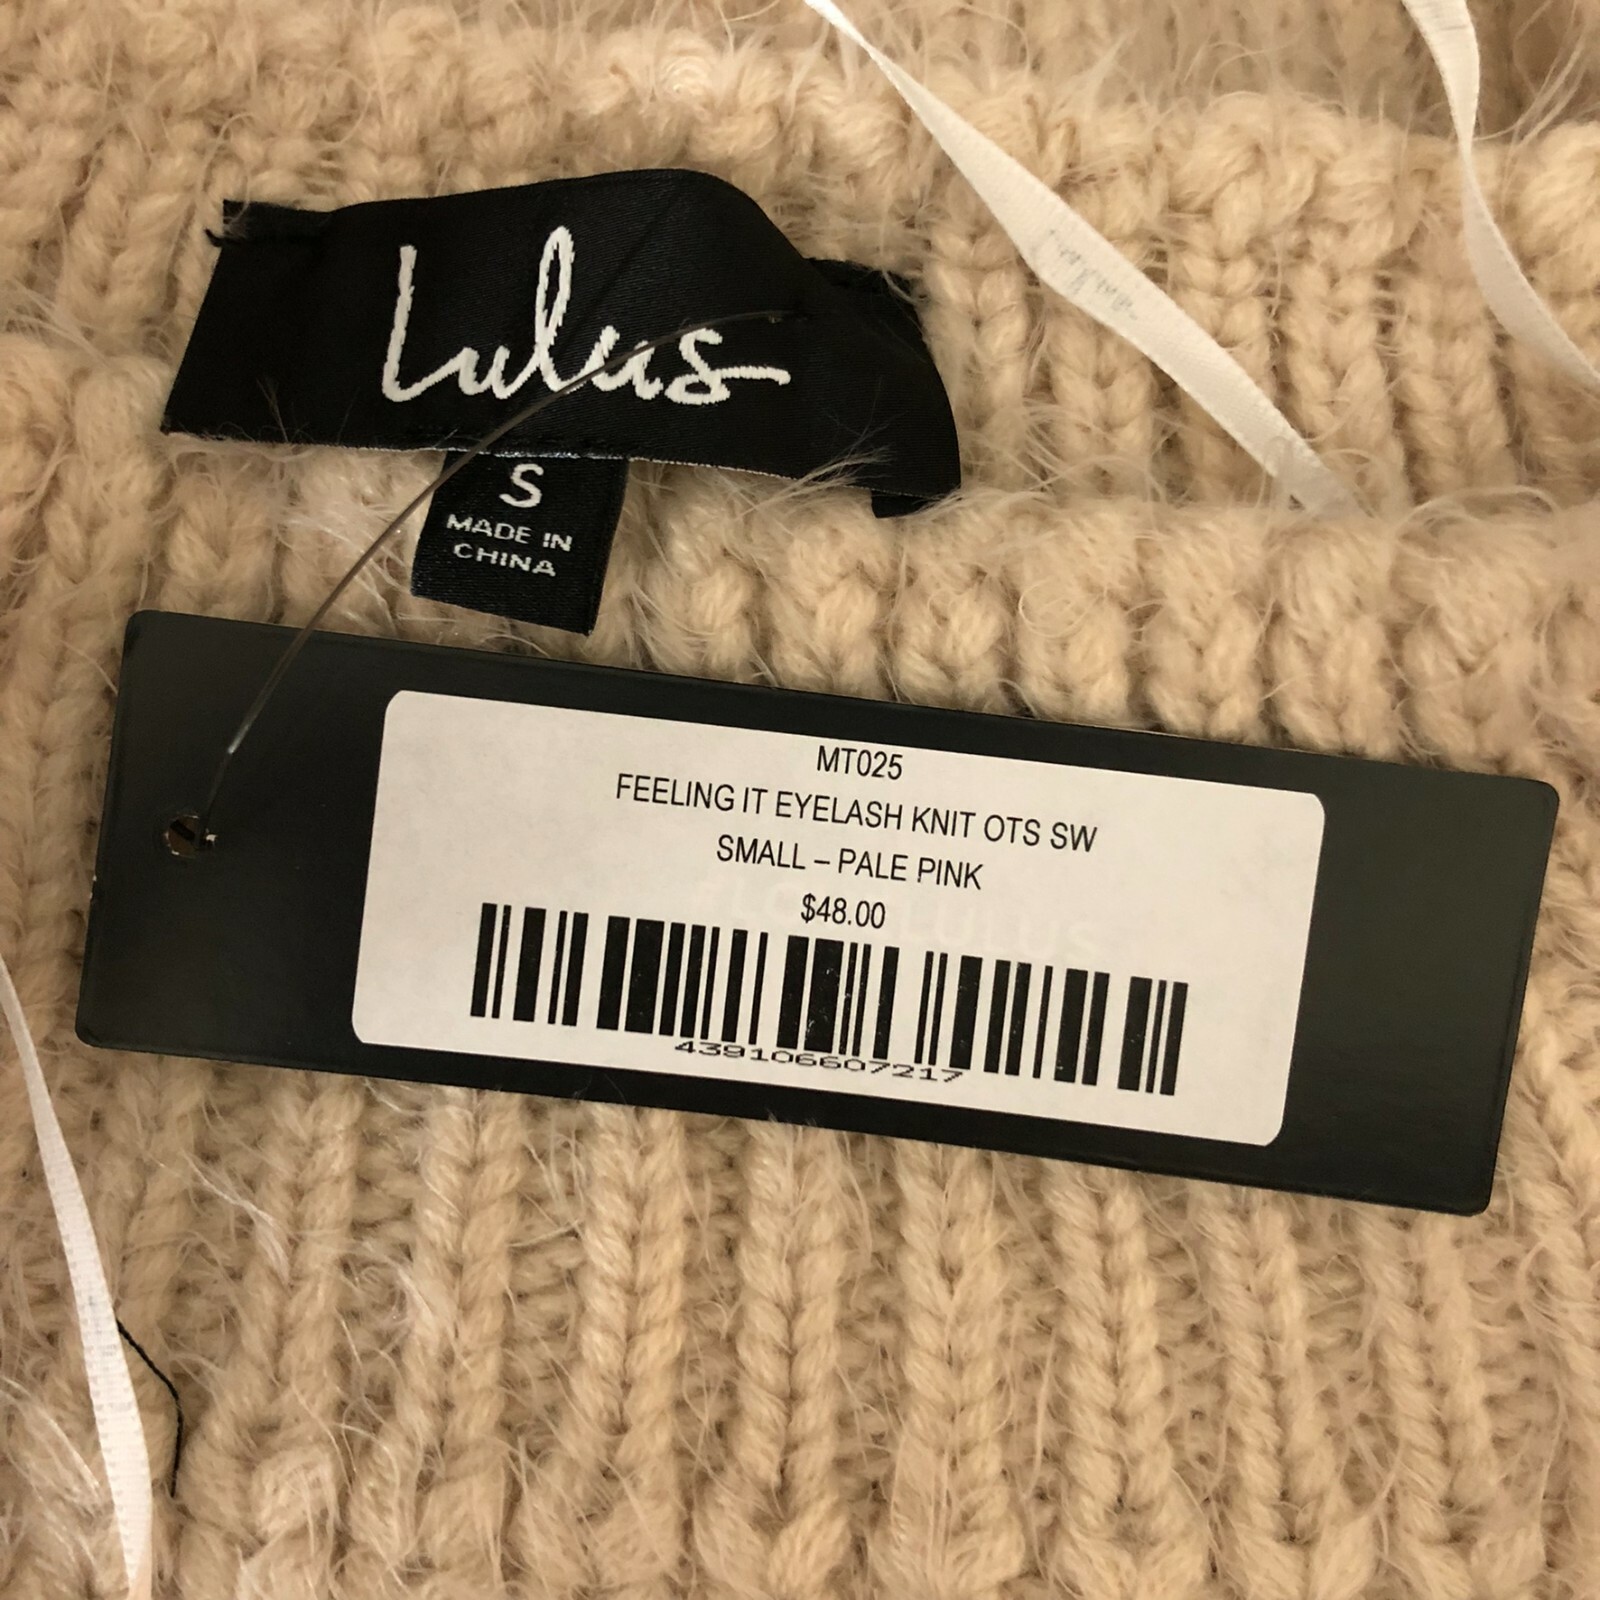 Lulus
S
MADE IN
CHINA
MT025
FEELING IT EYELASH KNIT OTS SW
SMALL – PALE PINK
$48.00
439106607217